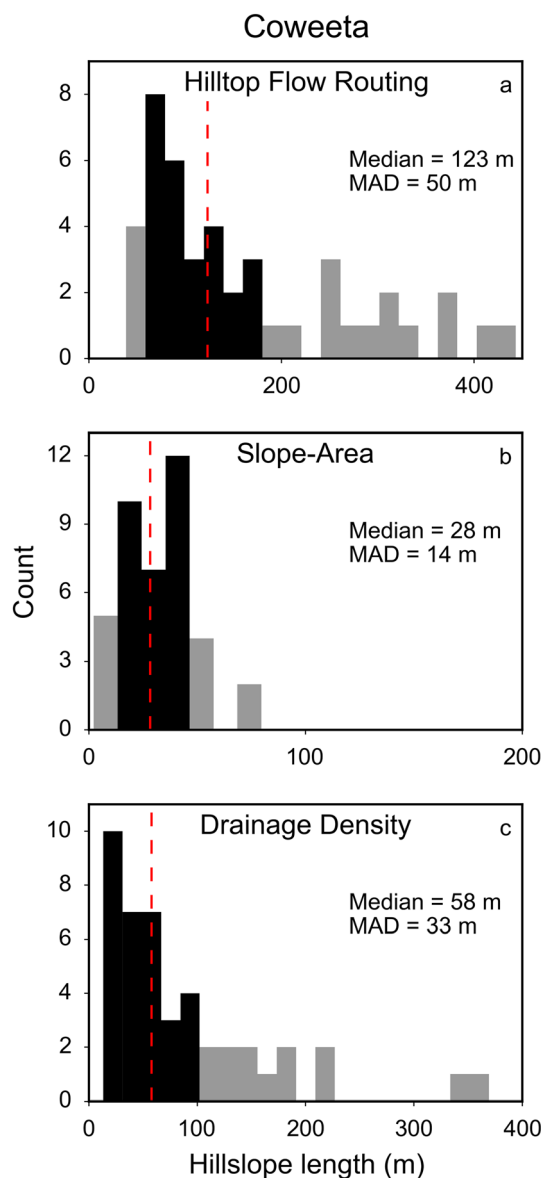 Coweeta
Hilltop Flow Routing
a
8
Median = 123 m
MAD = 50 m
6
4
2
0
0
200
400
Slope-Area
b
12
Median = 28 m
MAD = 14 m
9
6
3
0
0
100
200
Count
Drainage Density
c
10
Median = 58 m
MAD = 33 m
8
6
4
2
0
0
100
200
300
400
Hillslope length (m)